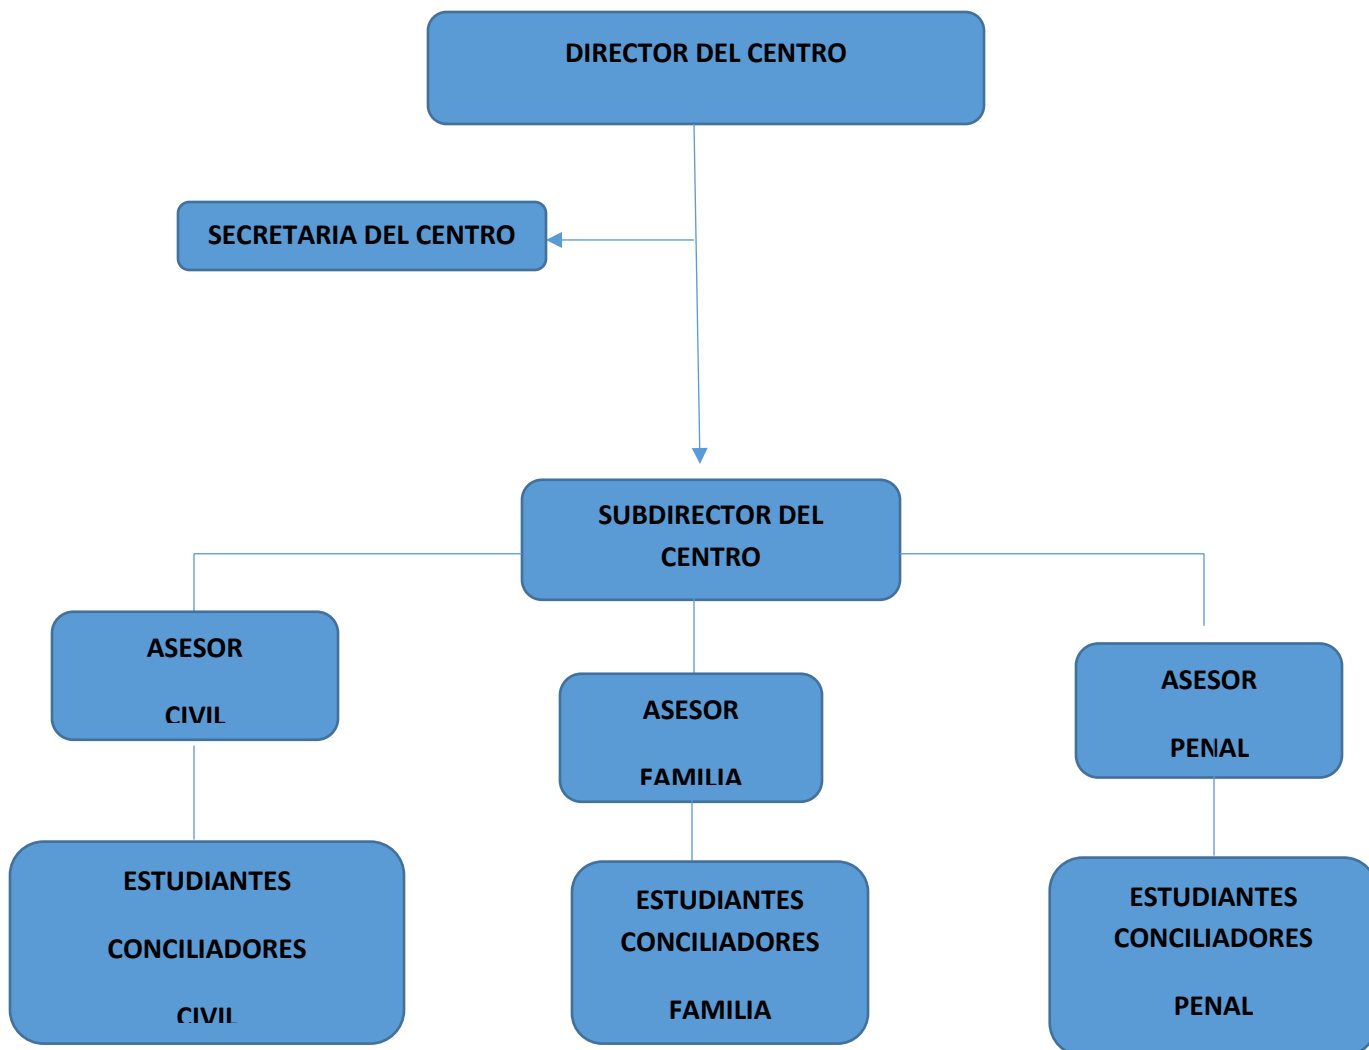 DIRECTOR DEL CENTRO
SECRETARIA DEL CENTRO
SUBDIRECTOR DEL
CENTRO
ASESOR
CIVIL
ASESOR
FAMILIA
ASESOR
PENAL
ESTUDIANTES
CONCILIADORES
CIVIL
ESTUDIANTES
CONCILIADORES
FAMILIA
ESTUDIANTES
CONCILIADORES
PENAL